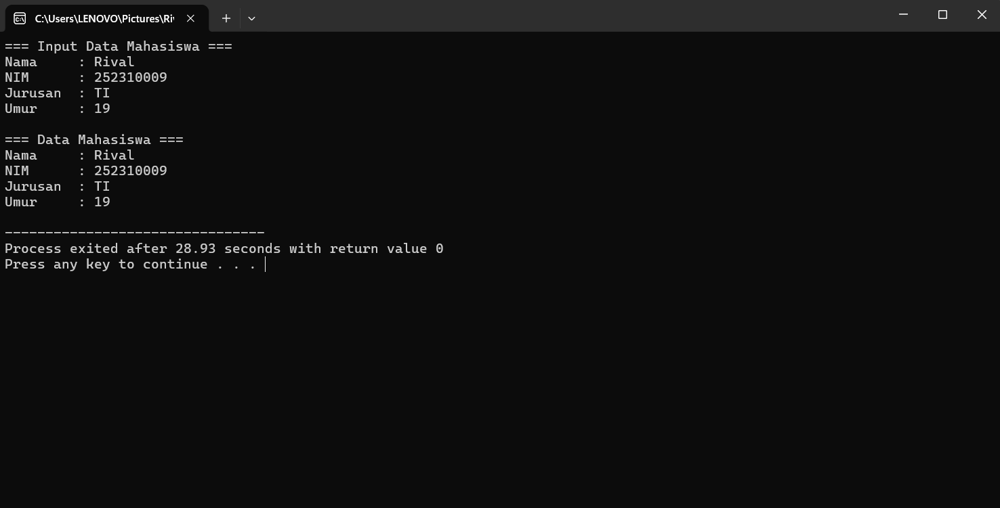 C:\Users\LENOVO\Pictures\Ri
=== Input Data Mahasiswa ===
Nama     : Rival
NIM      : 252310009
Jurusan  : TI
Umur     : 19
=== Data Mahasiswa ===
Nama     : Rival
NIM      : 252310009
Jurusan  : TI
Umur     : 19
--------------------------------
Process exited after 28.93 seconds with return value 0
Press any key to continue . . .